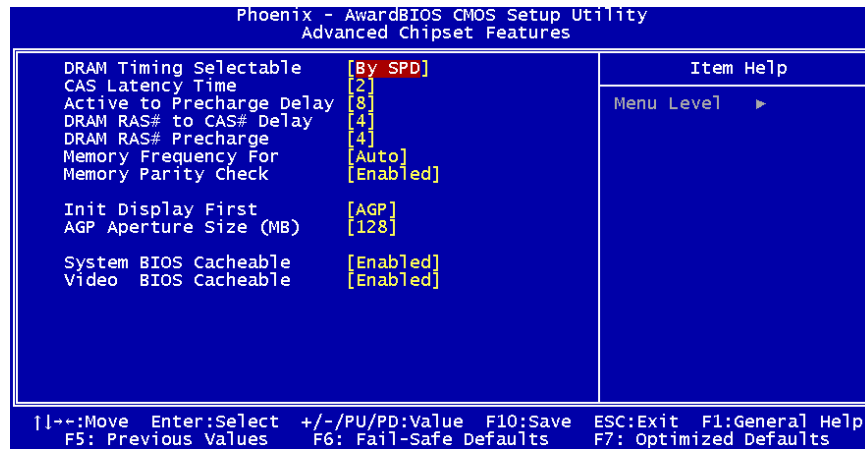 Phoenix - AwardBIOS CMOS Setup Utility
Advanced Chipset Features
DRAM Timing Selectable [By SPD]
CAS Latency Time [2]
Active to Precharge Delay [8]
DRAM RAS# to CAS# Delay [4]
DRAM RAS# Precharge [4]
Memory Frequency For [Auto]
Memory Parity Check [Enabled]
Init Display First [AGP]
AGP Aperture Size (MB) [128]
System BIOS Cacheable [Enabled]
Video BIOS Cacheable [Enabled]
Item Help
Menu Level ►
↑↓→←:Move Enter:Select +/-/PU/PD:Value F10:Save ESC:Exit F1:General Help
F5: Previous Values F6: Fail-Safe Defaults F7: Optimized Defaults